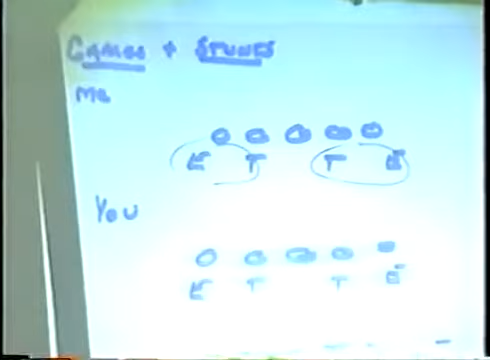 GAMES + STUNTS
Me
O O O O O
E T T E
You
O O O O O
E T T E